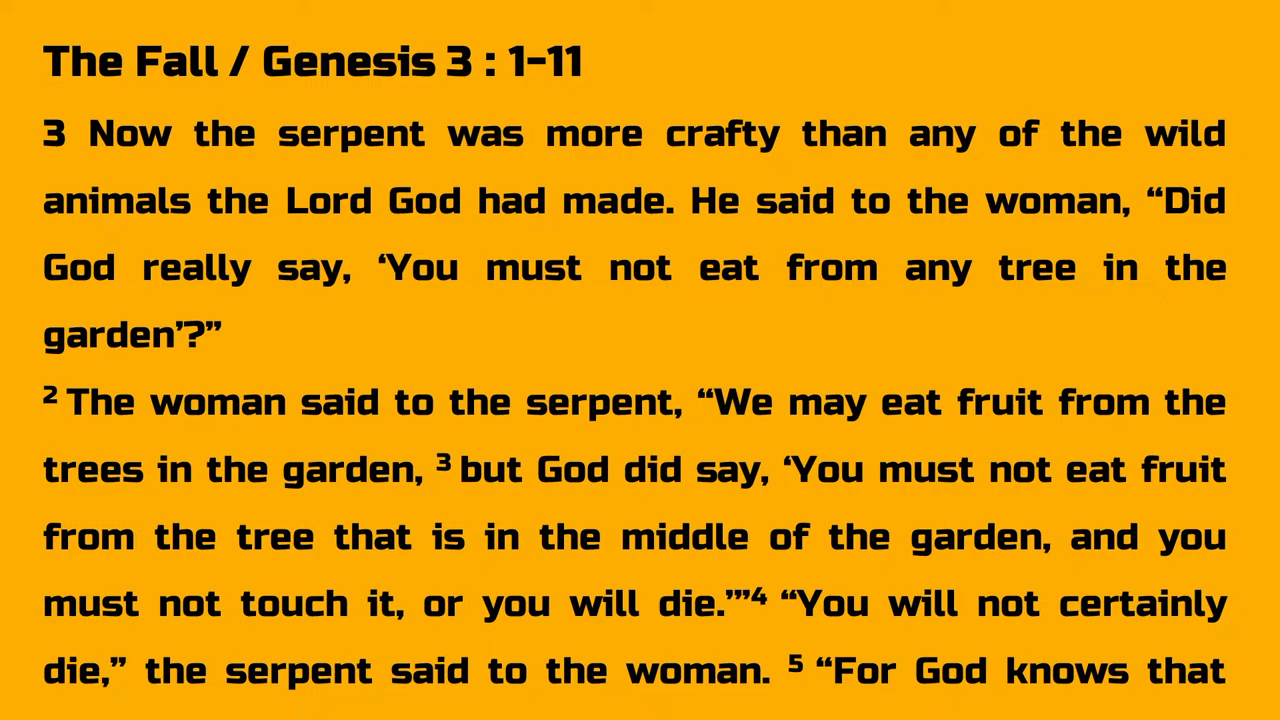 The Fall / Genesis 3 : 1-11
3 Now the serpent was more crafty than any of the wild
animals the Lord God had made. He said to the woman, “Did
God really say, ‘You must not eat from any tree in the
garden’?”
² The woman said to the serpent, “We may eat fruit from the
trees in the garden, ³ but God did say, ‘You must not eat fruit
from the tree that is in the middle of the garden, and you
must not touch it, or you will die.’”⁴ “You will not certainly
die,” the serpent said to the woman. ⁵ “For God knows that